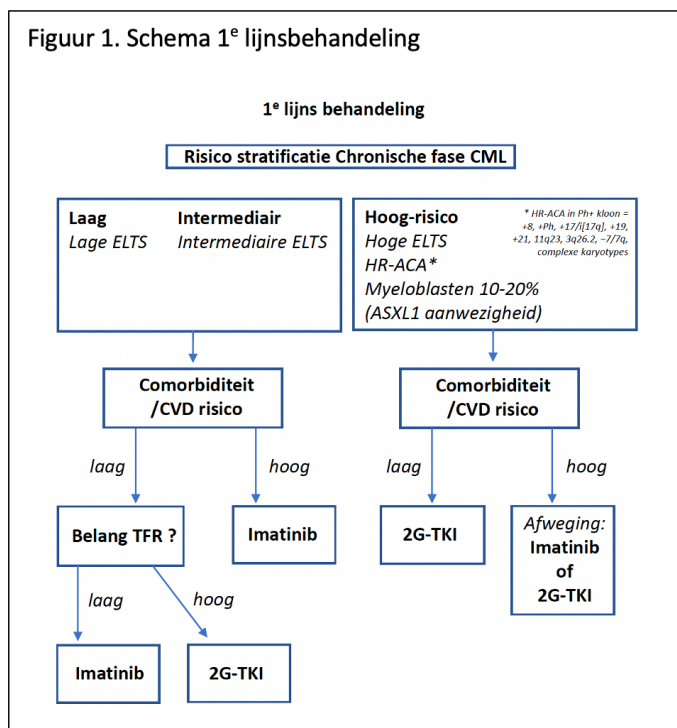 Figuur 1. Schema 1e lijnsbehandeling
1e lijns behandeling
Risico stratificatie Chronische fase CML
Laag Intermediair
Lage ELTS Intermediaire ELTS
Hoog-risico
Hoge ELTS
HR-ACA*
Myeloblasten 10-20%
(ASXL1 aanwezigheid)
* HR-ACA in Ph+ kloon =
+8, +Ph, +17/i[17q], +19,
+21, 11q23, 3q26.2, −7/7q,
complexe karyotypes
Comorbiditeit
/CVD risico
Comorbiditeit
/CVD risico
laag hoog
laag hoog
Belang TFR ?
Imatinib
2G-TKI
Afweging:
Imatinib
of
2G-TKI
laag hoog
Imatinib
2G-TKI